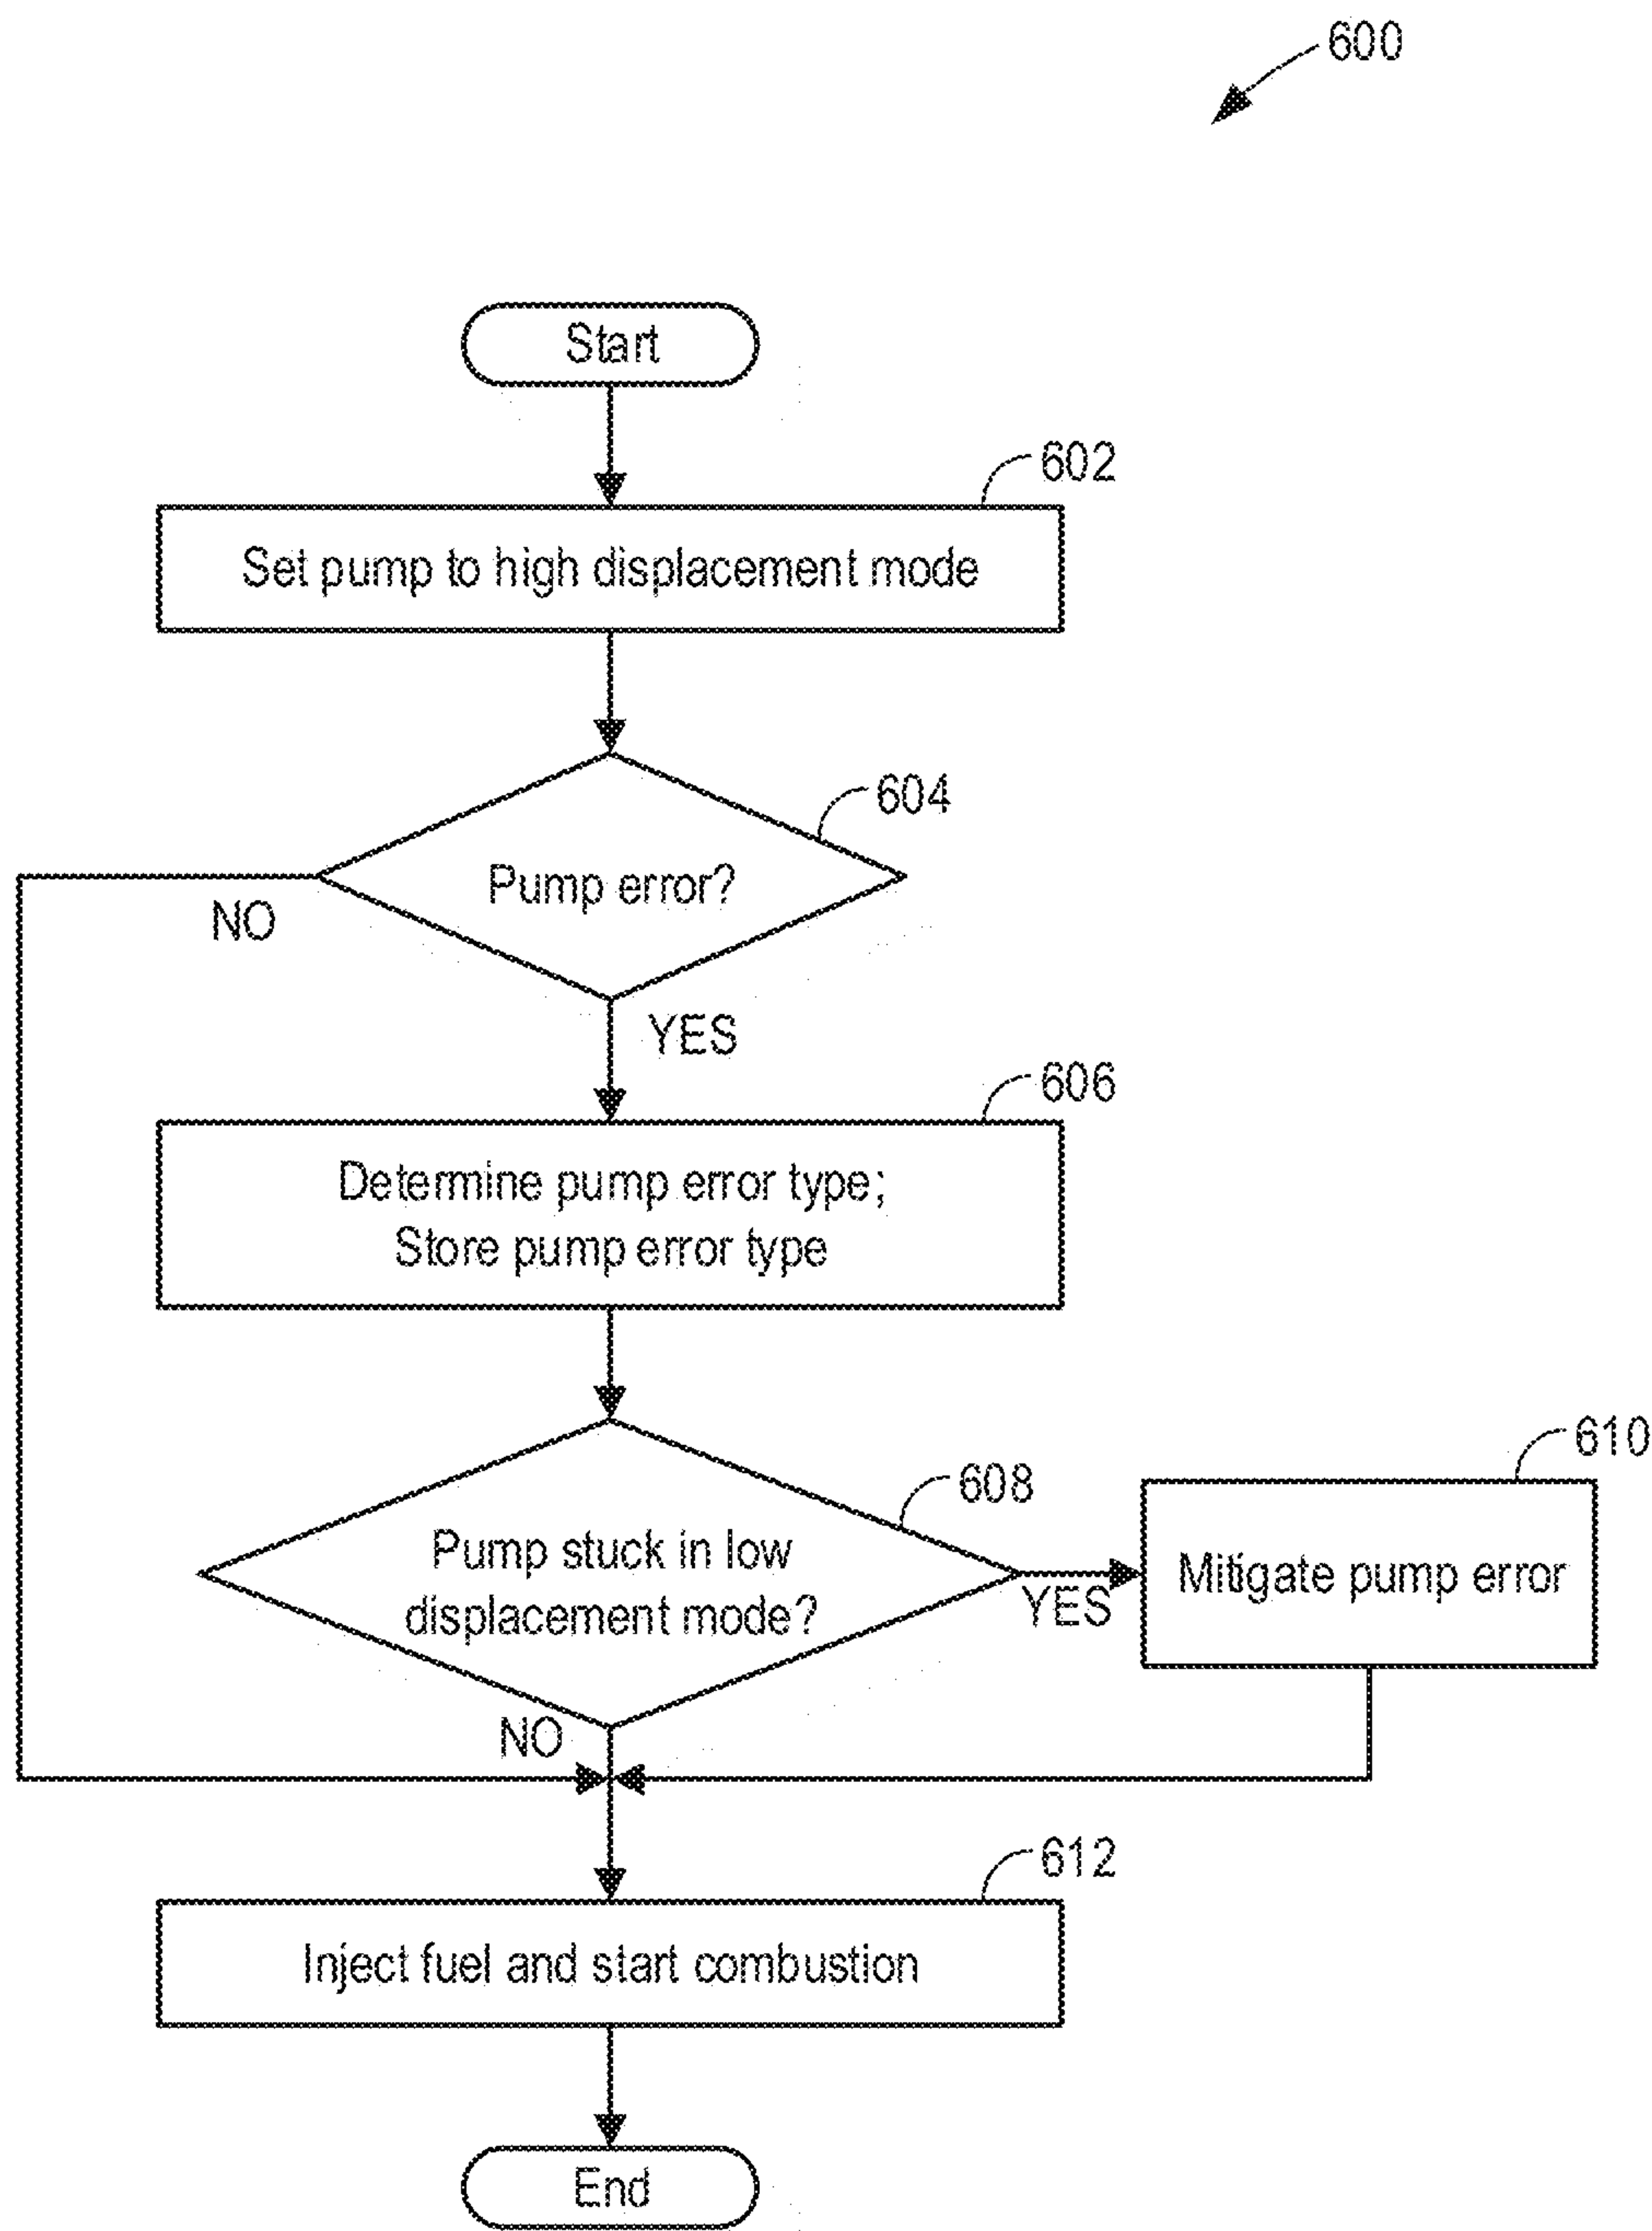 600
Start
602
Set pump to high displacement mode
604
Pump error?
NO
YES
606
Determine pump error type;
Store pump error type
608
610
Pump stuck in low
displacement mode?
YES
Mitigate pump error
NO
612
Inject fuel and start combustion
End